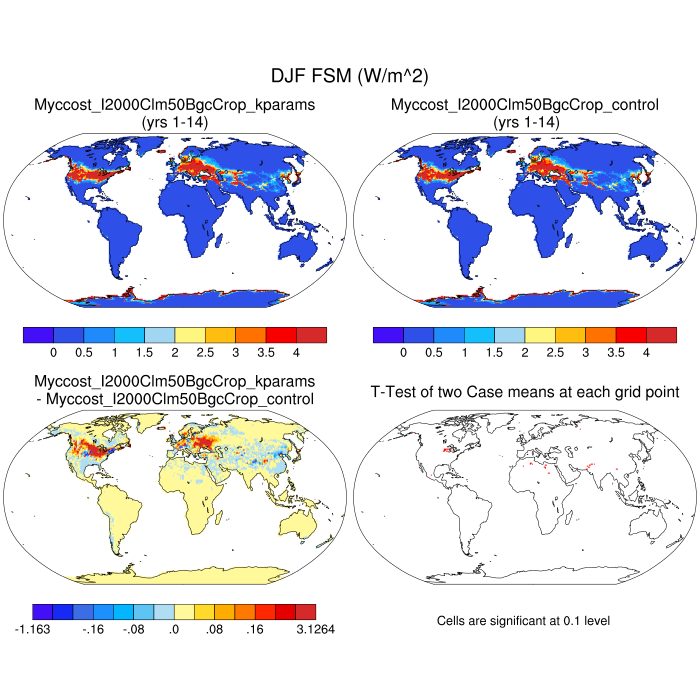 DJF FSM (W/m^2)
Myccost_I2000Clm50BgcCrop_kparams
(yrs 1-14)
Myccost_I2000Clm50BgcCrop_control
(yrs 1-14)
0 0.5 1 1.5 2 2.5 3 3.5 4
0 0.5 1 1.5 2 2.5 3 3.5 4
Myccost_I2000Clm50BgcCrop_kparams
- Myccost_I2000Clm50BgcCrop_control
T-Test of two Case means at each grid point
-1.163 -.16 -.08 .0 .08 .16 3.1264
Cells are significant at 0.1 level